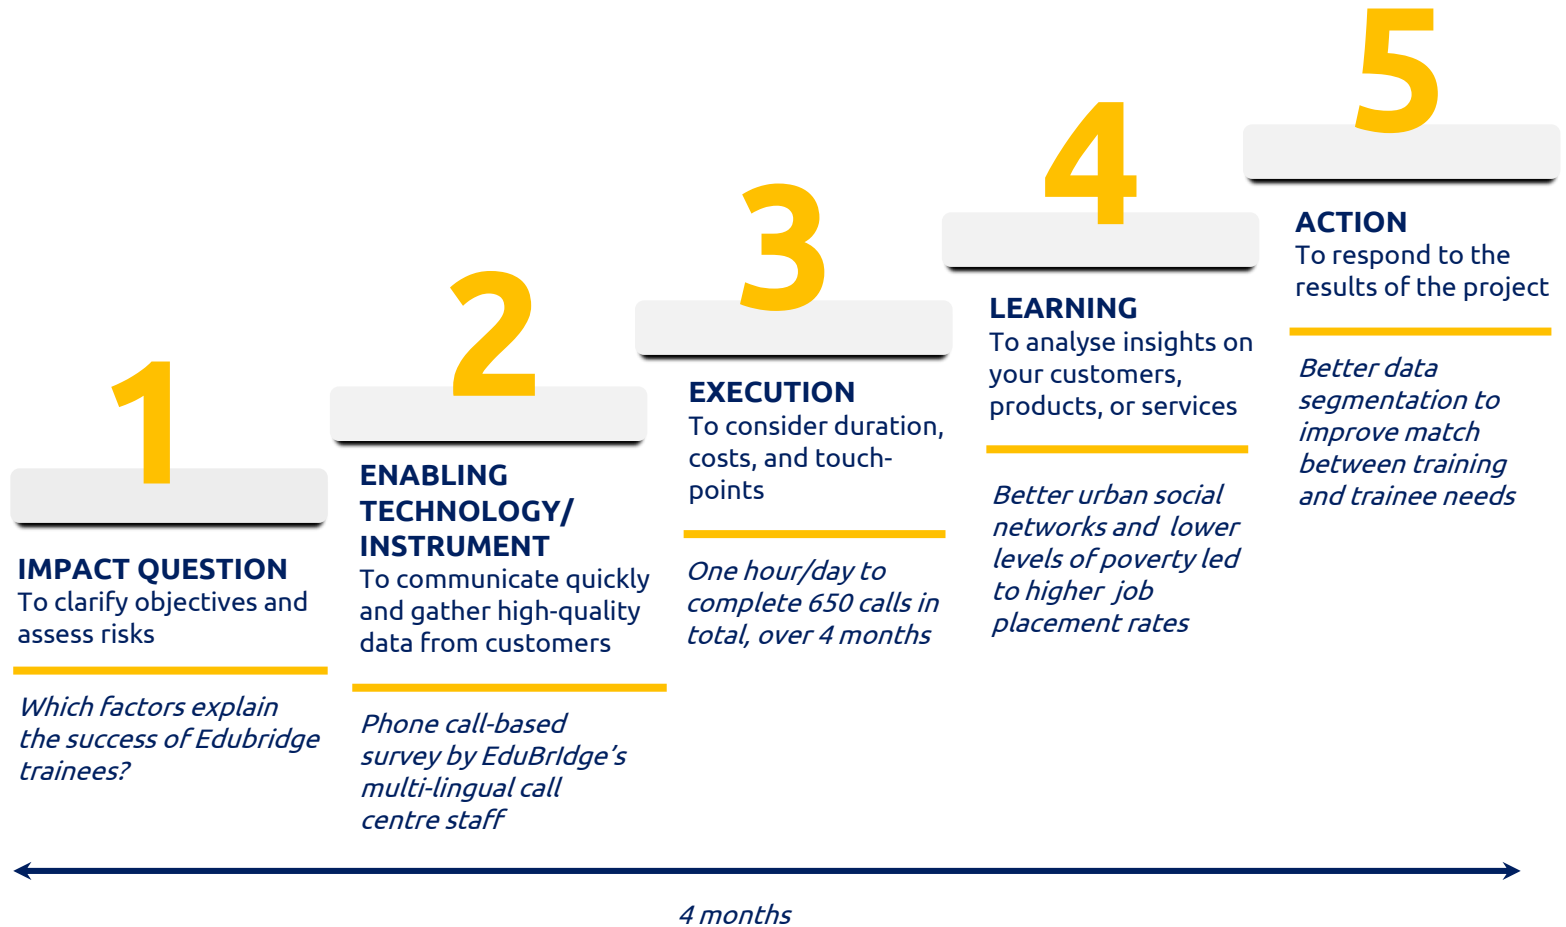 1
IMPACT QUESTION
To clarify objectives and
assess risks
Which factors explain
the success of Edubridge
trainees?
2
ENABLING
TECHNOLOGY/
INSTRUMENT
To communicate quickly
and gather high-quality
data from customers
Phone call-based
survey by EduBrIdge’s
multi-lingual call
centre staff
3
EXECUTION
To consider duration,
costs, and touch-
points
One hour/day to
complete 650 calls in
total, over 4 months
4
LEARNING
To analyse insights on
your customers,
products, or services
Better urban social
networks and lower
levels of poverty led
to higher job
placement rates
5
ACTION
To respond to the
results of the project
Better data
segmentation to
improve match
between training
and trainee needs
4 months